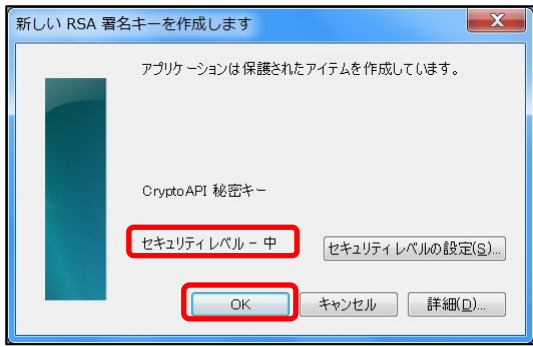 新しい RSA 署名キーを作成します
アプリケーションは保護されたアイテムを作成しています。
CryptoAPI 秘密キー
セキュリティ レベル - 中
セキュリティ レベルの設定(S)...
OK
キャンセル
詳細(D)...